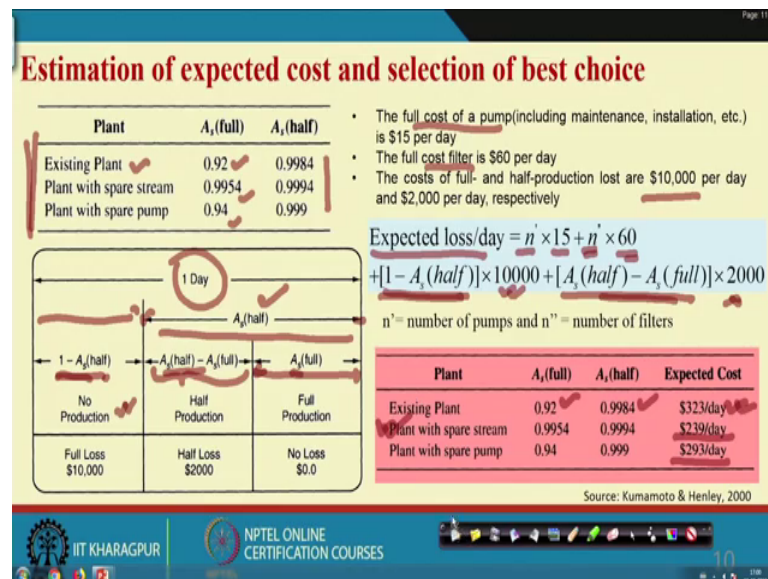 Page: 11
Estimation of expected cost and selection of best choice
Plant As(full) As(half)
Existing Plant 0.92 0.9984
Plant with spare stream 0.9954 0.9994
Plant with spare pump 0.94 0.999
• The full cost of a pump(including maintenance, installation, etc.)
is $15 per day
• The full cost filter is $60 per day
• The costs of full- and half-production lost are $10,000 per day
and $2,000 per day, respectively
Expected loss/day = n' ×15 + n' × 60
+[1 − As(half)]×10000 +[As(half) − As(full)]× 2000
n'= number of pumps and n'' = number of filters
1 Day
As(half)
1 - As(half) As(half) - As(full) As(full)
No Half Full
Production Production Production
Full Loss Half Loss No Loss
$10,000 $2000 $0.0
Plant As(full) As(half) Expected Cost
Existing Plant 0.92 0.9984 $323/day
Plant with spare stream 0.9954 0.9994 $239/day
Plant with spare pump 0.94 0.999 $293/day
Source: Kumamoto & Henley, 2000
IIT KHARAGPUR
NPTEL ONLINE
CERTIFICATION COURSES
10